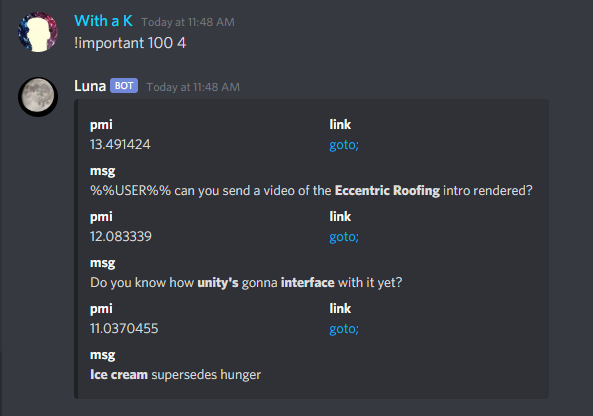 With a K Today at 11:48 AM
!important 100 4
Luna BOT Today at 11:48 AM
pmi link
13.491424 goto;
msg
%%USER%% can you send a video of the Eccentric Roofing intro rendered?
pmi link
12.083339 goto;
msg
Do you know how unity's gonna interface with it yet?
pmi link
11.0370455 goto;
msg
Ice cream supersedes hunger